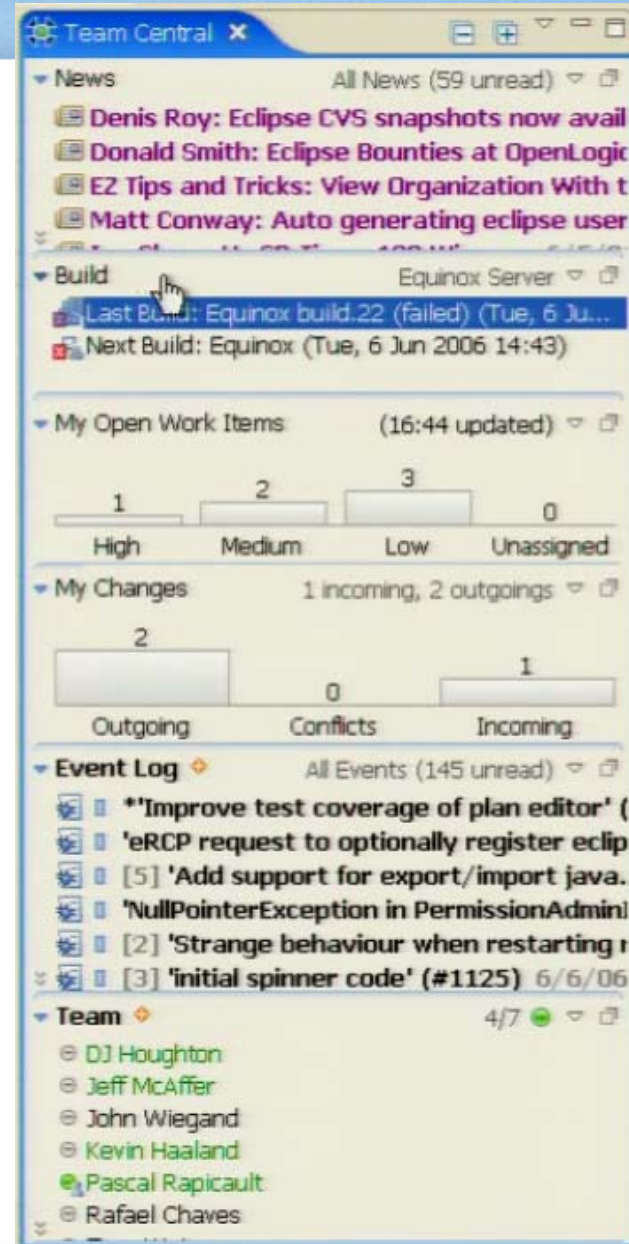 Team Central
News All News (59 unread)
Denis Roy: Eclipse CVS snapshots now avail
Donald Smith: Eclipse Bounties at OpenLogic
EZ Tips and Tricks: View Organization With t
Matt Conway: Auto generating eclipse user
Build Equinox Server
Last Build: Equinox build.22 (failed) (Tue, 6 Ju...
Next Build: Equinox (Tue, 6 Jun 2006 14:43)
My Open Work Items (16:44 updated)
1 2 3 0
High Medium Low Unassigned
My Changes 1 incoming, 2 outgoings
2 0 1
Outgoing Conflicts Incoming
Event Log All Events (145 unread)
*'Improve test coverage of plan editor' (
'eRCP request to optionally register eclip
[5] 'Add support for export/import java.
'NullPointerException in PermissionAdminI
[2] 'Strange behaviour when restarting r
[3] 'initial spinner code' (#1125) 6/6/06
Team 4/7
DJ Houghton
Jeff McAffer
John Wiegand
Kevin Haaland
Pascal Rapicault
Rafael Chaves